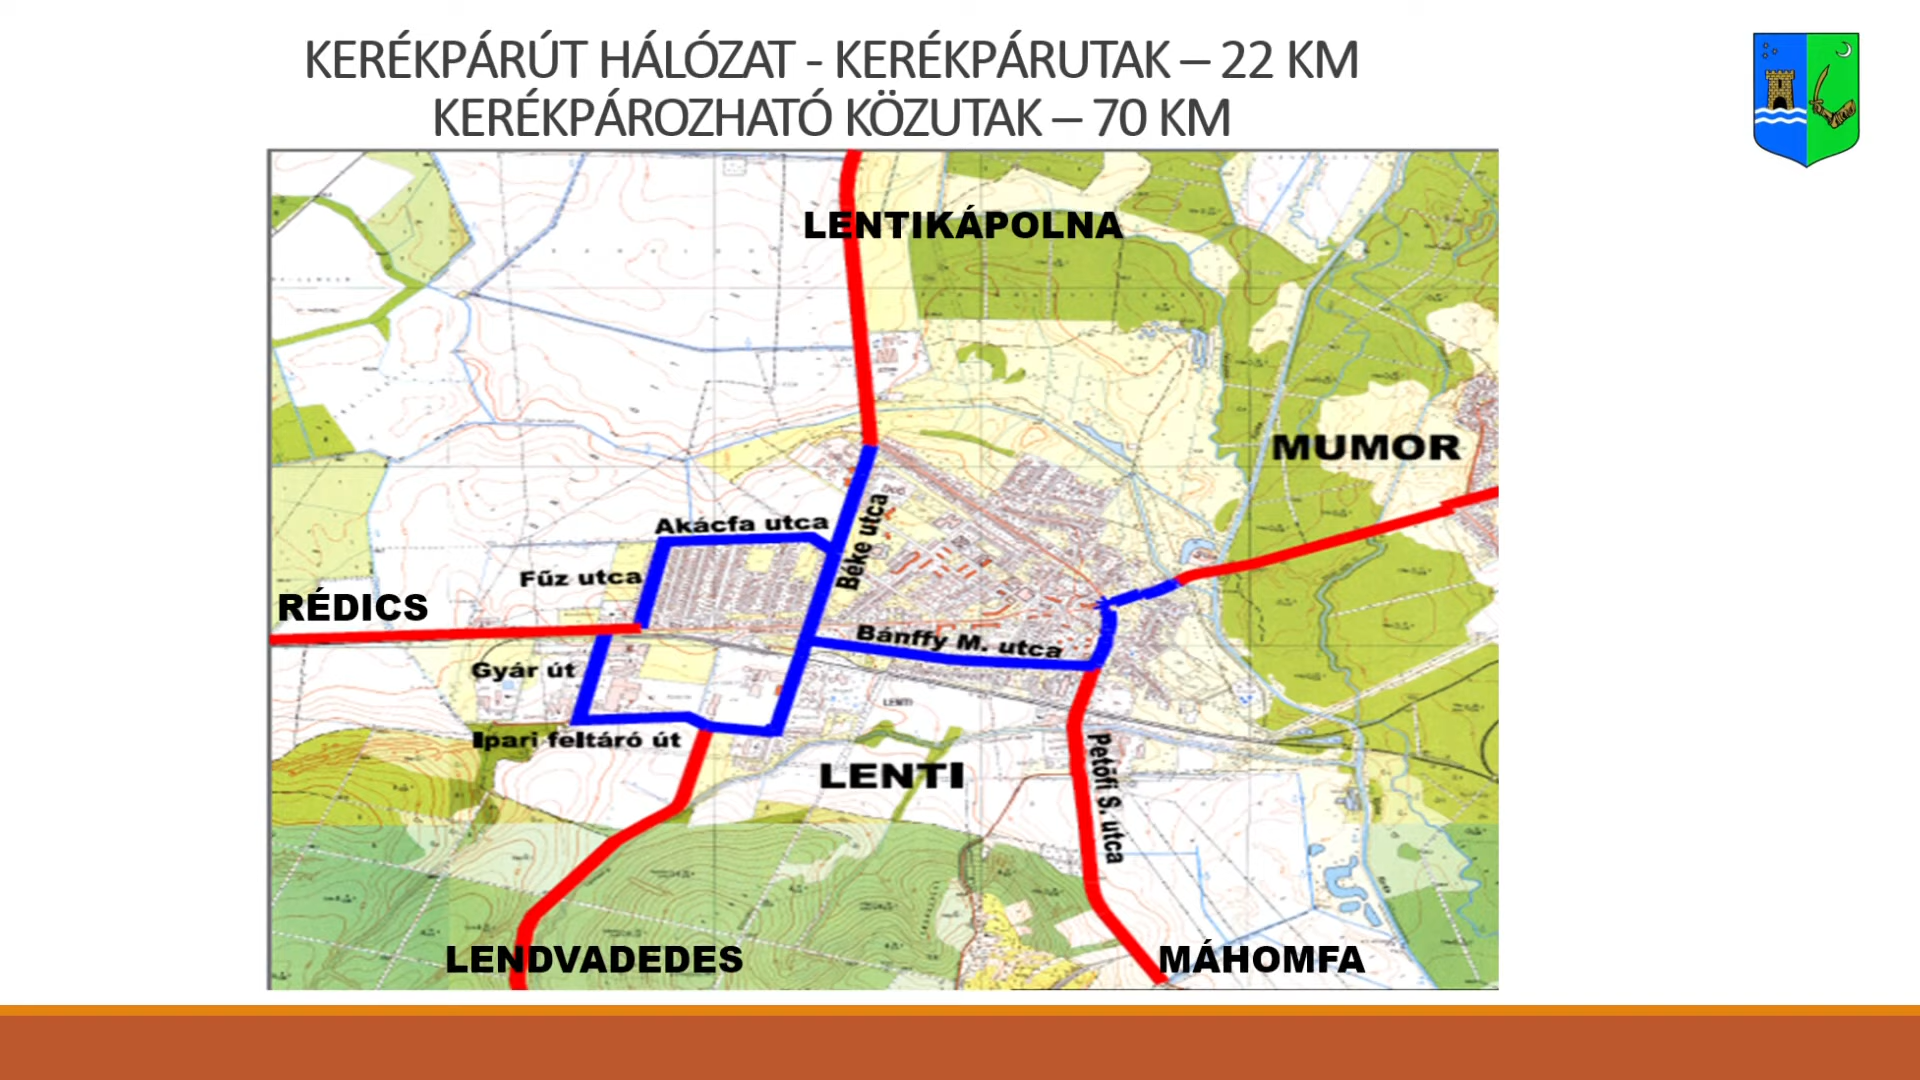 KERÉKPÁRÚT HÁLÓZAT - KERÉKPÁRUTAK – 22 KM
KERÉKPÁROZHATÓ KÖZUTAK – 70 KM
LENTIKÁPOLNA
MUMOR
Akácfa utca
Béke utca
Fűz utca
RÉDICS
Bánffy M. utca
Gyár út
LENTI
Ipari feltáró út
LENTI
Petőfi S. utca
LENDVADEDES
MÁHOMFA